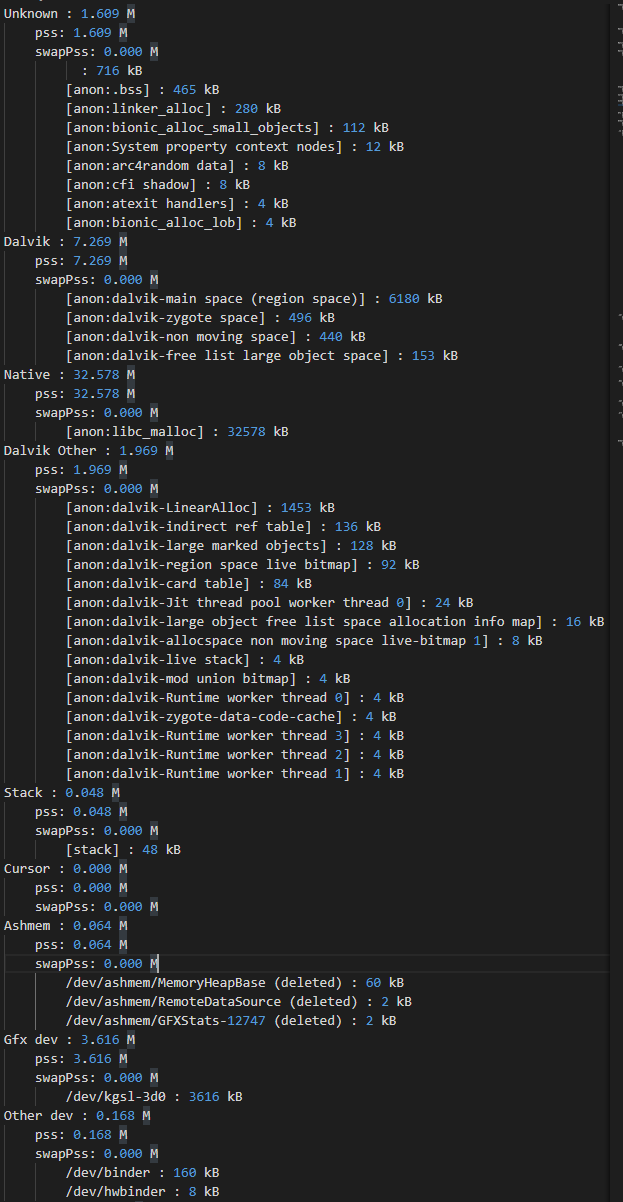 Unknown : 1.609 M
pss: 1.609 M
swapPss: 0.000 M
: 716 kB
[anon:.bss] : 465 kB
[anon:linker_alloc] : 280 kB
[anon:bionic_alloc_small_objects] : 112 kB
[anon:System property context nodes] : 12 kB
[anon:arc4random data] : 8 kB
[anon:cfi shadow] : 8 kB
[anon:atexit handlers] : 4 kB
[anon:bionic_alloc_lob] : 4 kB
Dalvik : 7.269 M
pss: 7.269 M
swapPss: 0.000 M
[anon:dalvik-main space (region space)] : 6180 kB
[anon:dalvik-zygote space] : 496 kB
[anon:dalvik-non moving space] : 440 kB
[anon:dalvik-free list large object space] : 153 kB
Native : 32.578 M
pss: 32.578 M
swapPss: 0.000 M
[anon:libc_malloc] : 32578 kB
Dalvik Other : 1.969 M
pss: 1.969 M
swapPss: 0.000 M
[anon:dalvik-LinearAlloc] : 1453 kB
[anon:dalvik-indirect ref table] : 136 kB
[anon:dalvik-large marked objects] : 128 kB
[anon:dalvik-region space live bitmap] : 92 kB
[anon:dalvik-card table] : 84 kB
[anon:dalvik-Jit thread pool worker thread 0] : 24 kB
[anon:dalvik-large object free list space allocation info map] : 16 kB
[anon:dalvik-allocspace non moving space live-bitmap 1] : 8 kB
[anon:dalvik-live stack] : 4 kB
[anon:dalvik-mod union bitmap] : 4 kB
[anon:dalvik-Runtime worker thread 0] : 4 kB
[anon:dalvik-zygote-data-code-cache] : 4 kB
[anon:dalvik-Runtime worker thread 3] : 4 kB
[anon:dalvik-Runtime worker thread 2] : 4 kB
[anon:dalvik-Runtime worker thread 1] : 4 kB
Stack : 0.048 M
pss: 0.048 M
swapPss: 0.000 M
[stack] : 48 kB
Cursor : 0.000 M
pss: 0.000 M
swapPss: 0.000 M
Ashmem : 0.064 M
pss: 0.064 M
swapPss: 0.000 M
/dev/ashmem/MemoryHeapBase (deleted) : 60 kB
/dev/ashmem/RemoteDataSource (deleted) : 2 kB
/dev/ashmem/GFXStats-12747 (deleted) : 2 kB
Gfx dev : 3.616 M
pss: 3.616 M
swapPss: 0.000 M
/dev/kgsl-3d0 : 3616 kB
Other dev : 0.168 M
pss: 0.168 M
swapPss: 0.000 M
/dev/binder : 160 kB
/dev/hwbinder : 8 kB